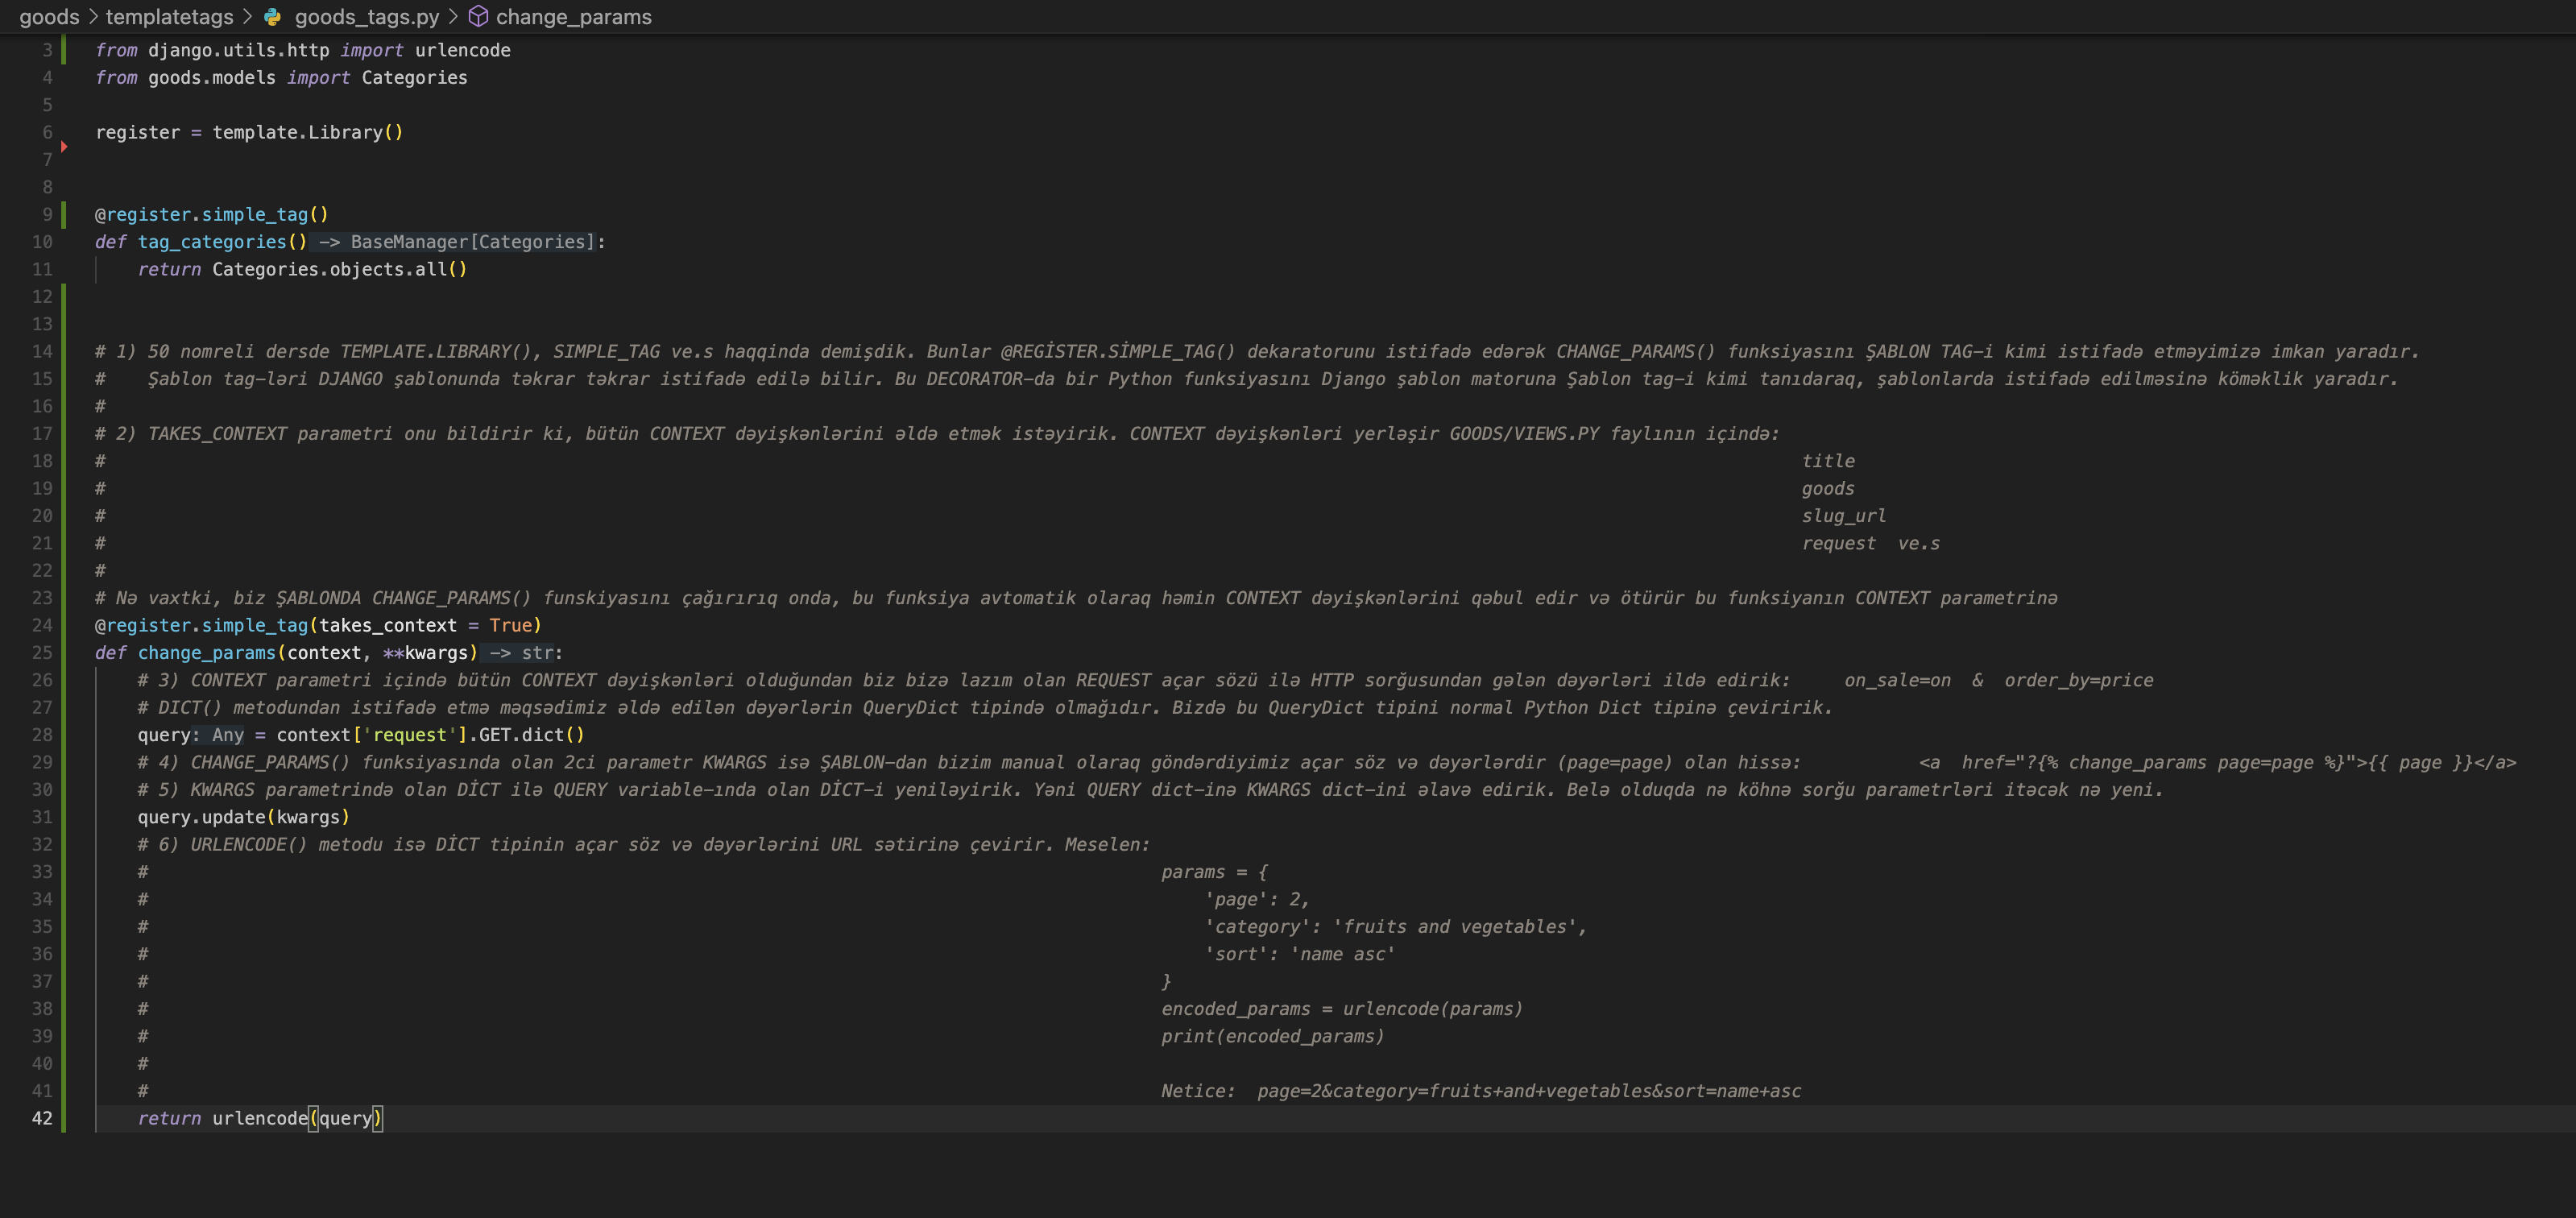 goods > templatetags > goods_tags.py > change_params
3 from django.utils.http import urlencode
4 from goods.models import Categories
5
6 register = template.Library()
7
8
9 @register.simple_tag()
10 def tag_categories() -> BaseManager[Categories]:
11     return Categories.objects.all()
12
13
14 # 1) 50 nomreli dersde TEMPLATE.LIBRARY(), SIMPLE_TAG ve.s haqqinda demişdik. Bunlar @REGİSTER.SİMPLE_TAG() dekaratorunu istifadə edərək CHANGE_PARAMS() funksiyasını ŞABLON TAG-i kimi istifadə etməyimizə imkan yaradır.
15 #    Şablon tag-ləri DJANGO şablonunda təkrar təkrar istifadə edilə bilir. Bu DECORATOR-da bir Python funksiyasını Django şablon matoruna Şablon tag-i kimi tanıdaraq, şablonlarda istifadə edilməsinə köməklik yaradır.
16 #
17 # 2) TAKES_CONTEXT parametri onu bildirir ki, bütün CONTEXT dəyişkənlərini əldə etmək istəyirik. CONTEXT dəyişkənləri yerləşir GOODS/VIEWS.PY faylının içində:
18 # title
19 # goods
20 # slug_url
21 # request  ve.s
22 #
23 # Nə vaxtki, biz ŞABLONDA CHANGE_PARAMS() funskiyasını çağırırıq onda, bu funksiya avtomatik olaraq həmin CONTEXT dəyişkənlərini qəbul edir və ötürür bu funksiyanın CONTEXT parametrinə
24 @register.simple_tag(takes_context = True)
25 def change_params(context, **kwargs) -> str:
26     # 3) CONTEXT parametri içində bütün CONTEXT dəyişkənləri olduğundan biz bizə lazım olan REQUEST açar sözü ilə HTTP sorğusundan gələn dəyərləri ildə edirik:     on_sale=on  &  order_by=price
27     # DICT() metodundan istifadə etmə məqsədimiz əldə edilən dəyərlərin QueryDict tipində olmağıdır. Bizdə bu QueryDict tipini normal Python Dict tipinə çeviririk.
28     query: Any = context['request'].GET.dict()
29     # 4) CHANGE_PARAMS() funksiyasında olan 2ci parametr KWARGS isə ŞABLON-dan bizim manual olaraq göndərdiyimiz açar söz və dəyərlərdir (page=page) olan hissə:           <a  href="?{% change_params page=page %}">{{ page }}</a>
30     # 5) KWARGS parametrində olan DİCT ilə QUERY variable-ında olan DİCT-i yeniləyirik. Yəni QUERY dict-inə KWARGS dict-ini əlavə edirik. Belə olduqda nə köhnə sorğu parametrləri itəcək nə yeni.
31     query.update(kwargs)
32     # 6) URLENCODE() metodu isə DİCT tipinin açar söz və dəyərlərini URL sətirinə çevirir. Meselen:
33     # params = {
34     #     'page': 2,
35     #     'category': 'fruits and vegetables',
36     #     'sort': 'name asc'
37     # }
38     # encoded_params = urlencode(params)
39     # print(encoded_params)
40     #
41     # Netice:  page=2&category=fruits+and+vegetables&sort=name+asc
42     return urlencode(query)